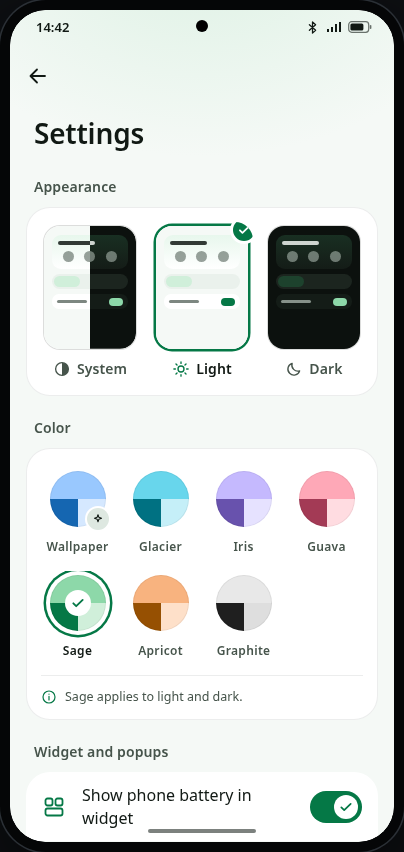 14:42
Settings
Appearance
System
Light
Dark
Color
Wallpaper
Glacier
Iris
Guava
Sage
Apricot
Graphite
Sage applies to light and dark.
Widget and popups
Show phone battery in
widget